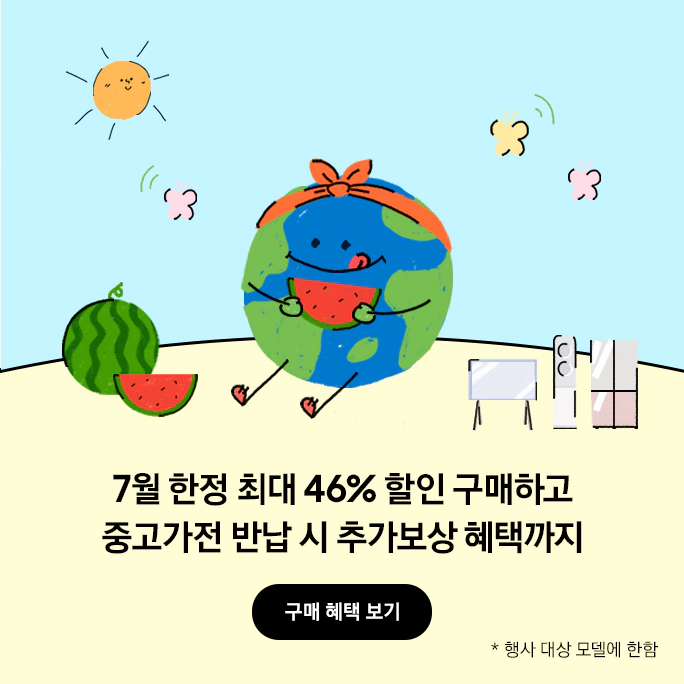 7월 한정 최대 46% 할인 구매하고
중고가전 반납 시 추가보상 혜택까지
구매 혜택 보기
* 행사 대상 모델에 한함